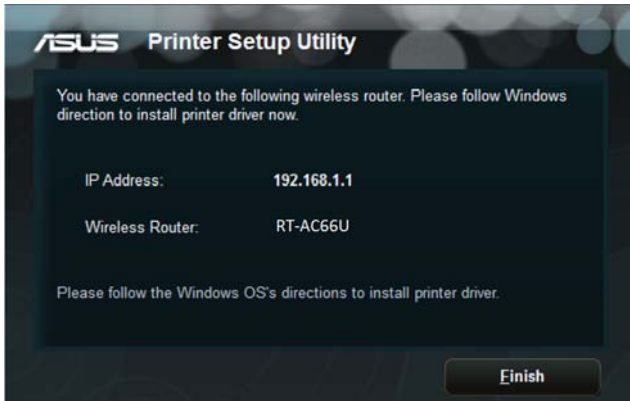 ASUS Printer Setup Utility
You have connected to the following wireless router. Please follow Windows
direction to install printer driver now.
IP Address: 192.168.1.1
Wireless Router: RT-AC66U
Please follow the Windows OS's directions to install printer driver.
Finish